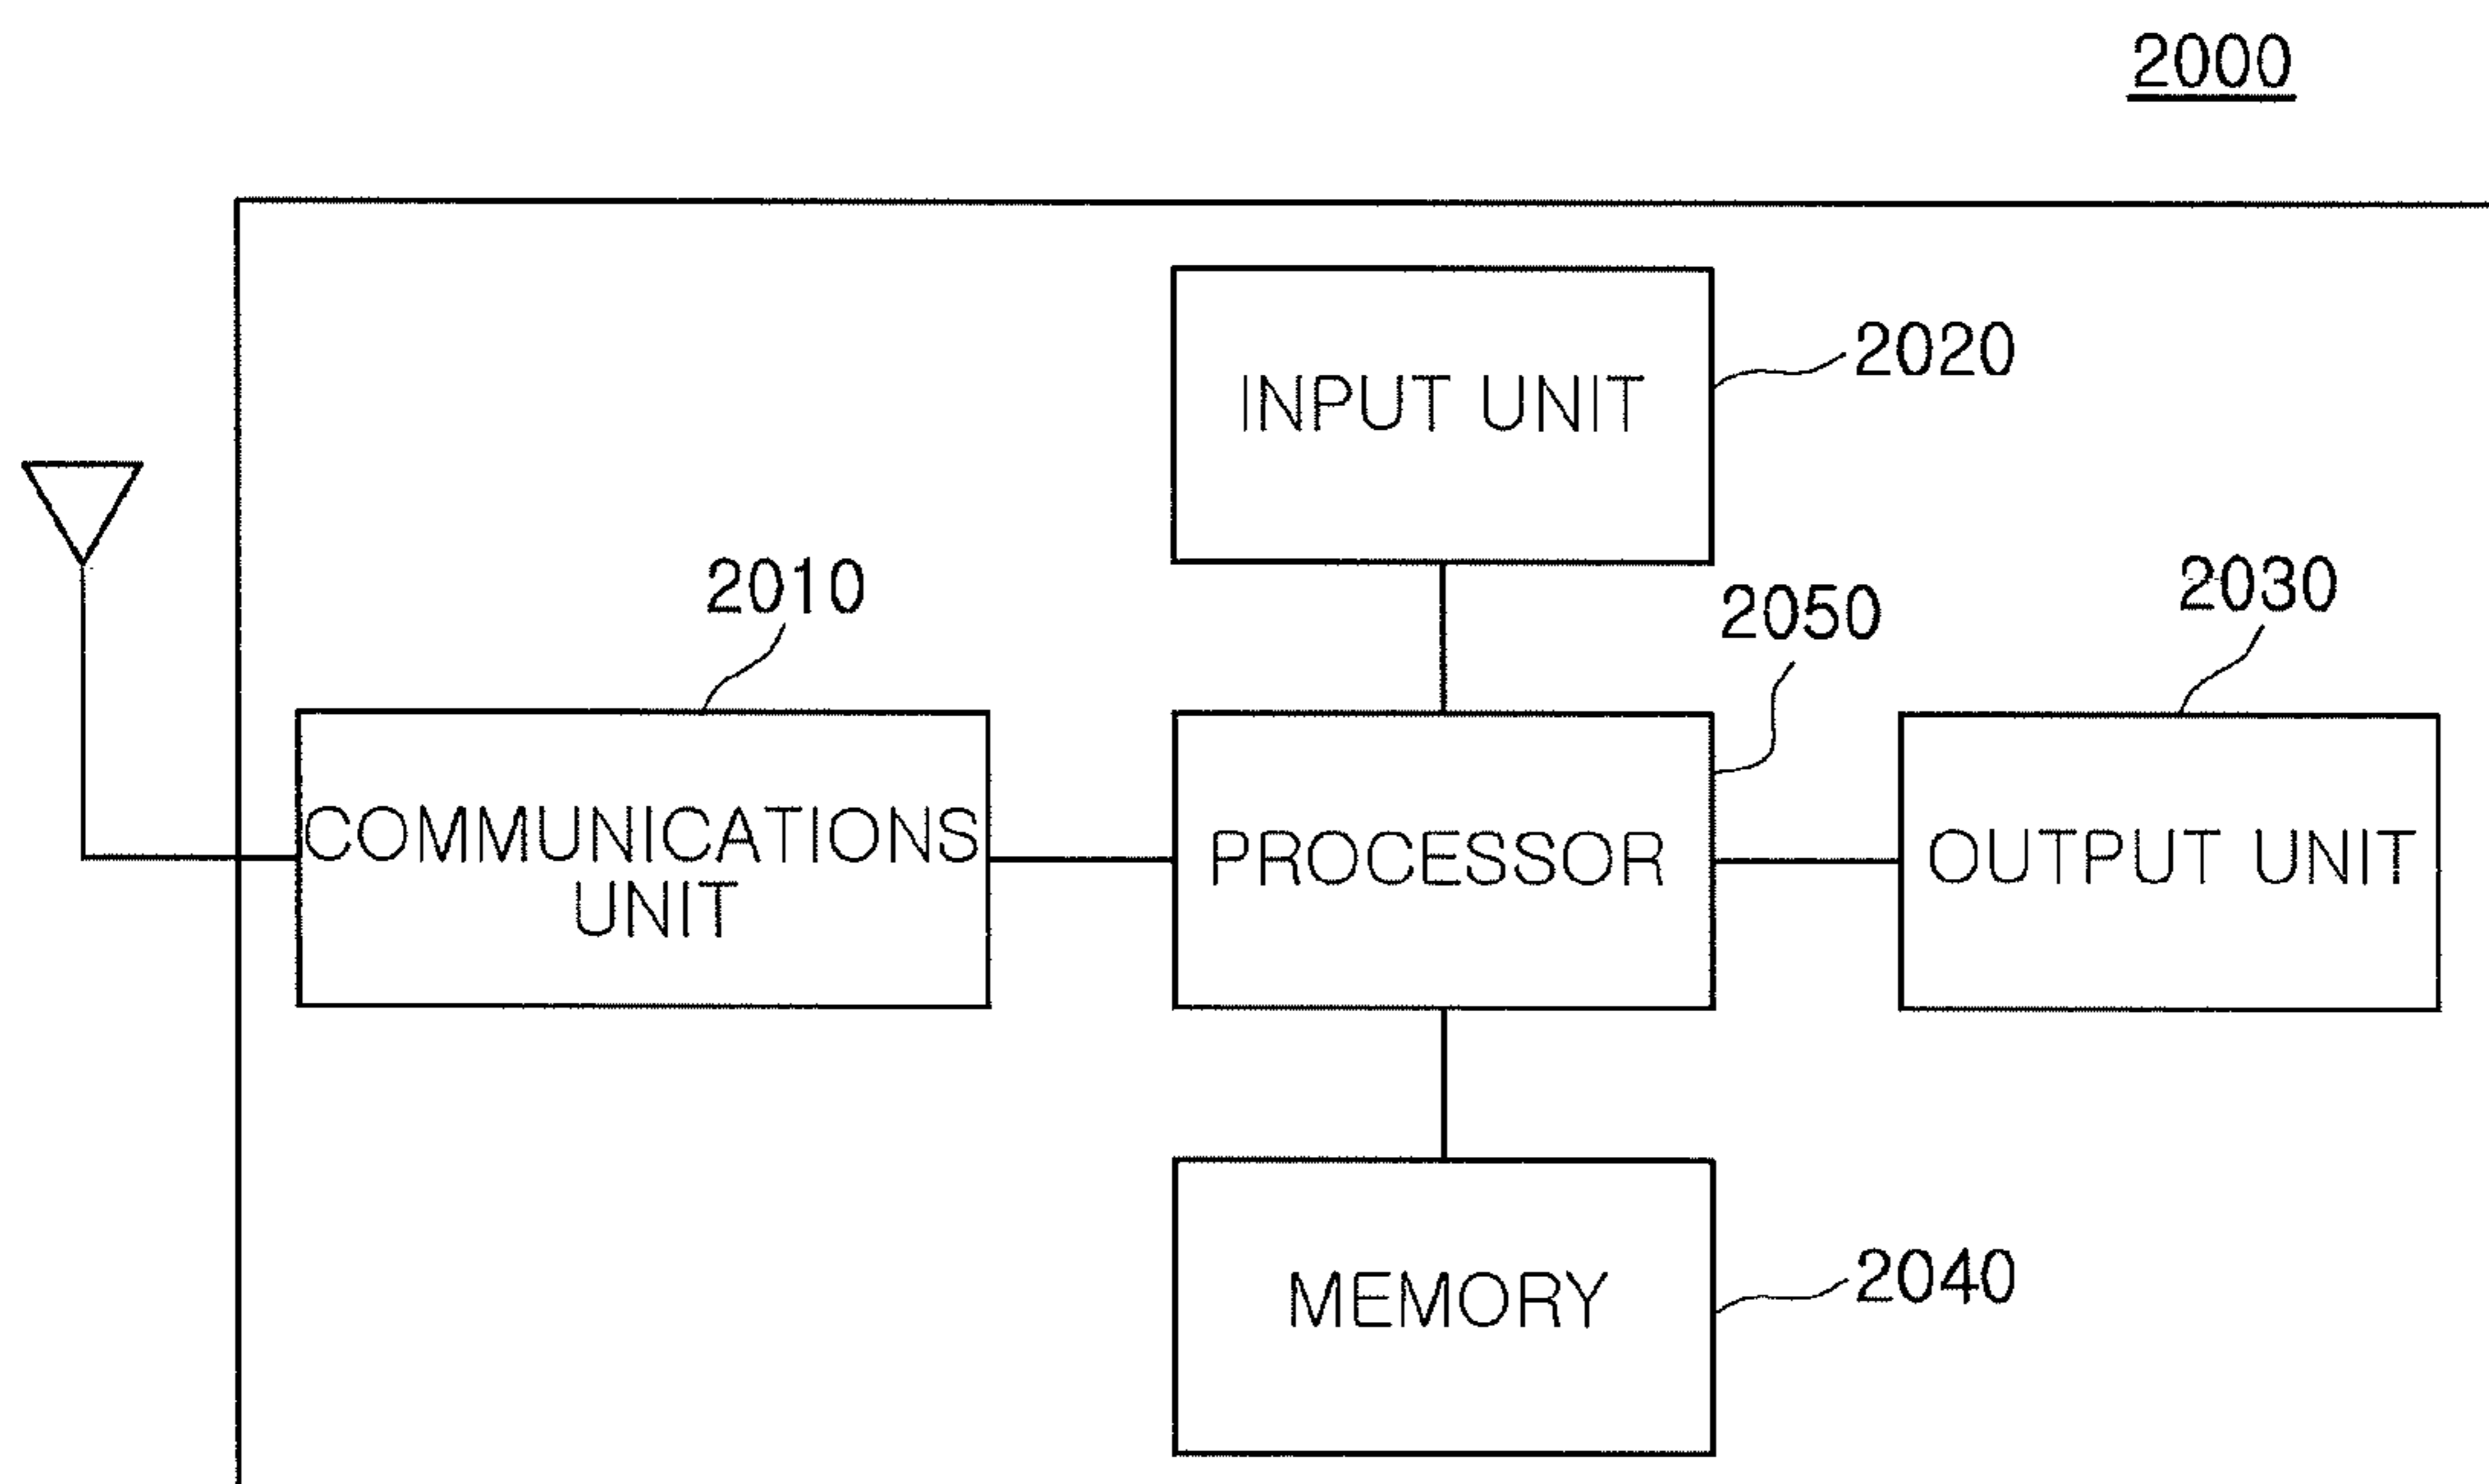 2000
INPUT UNIT
2020
2010
2050
2030
COMMUNICATIONS
UNIT
PROCESSOR
OUTPUT UNIT
MEMORY
2040